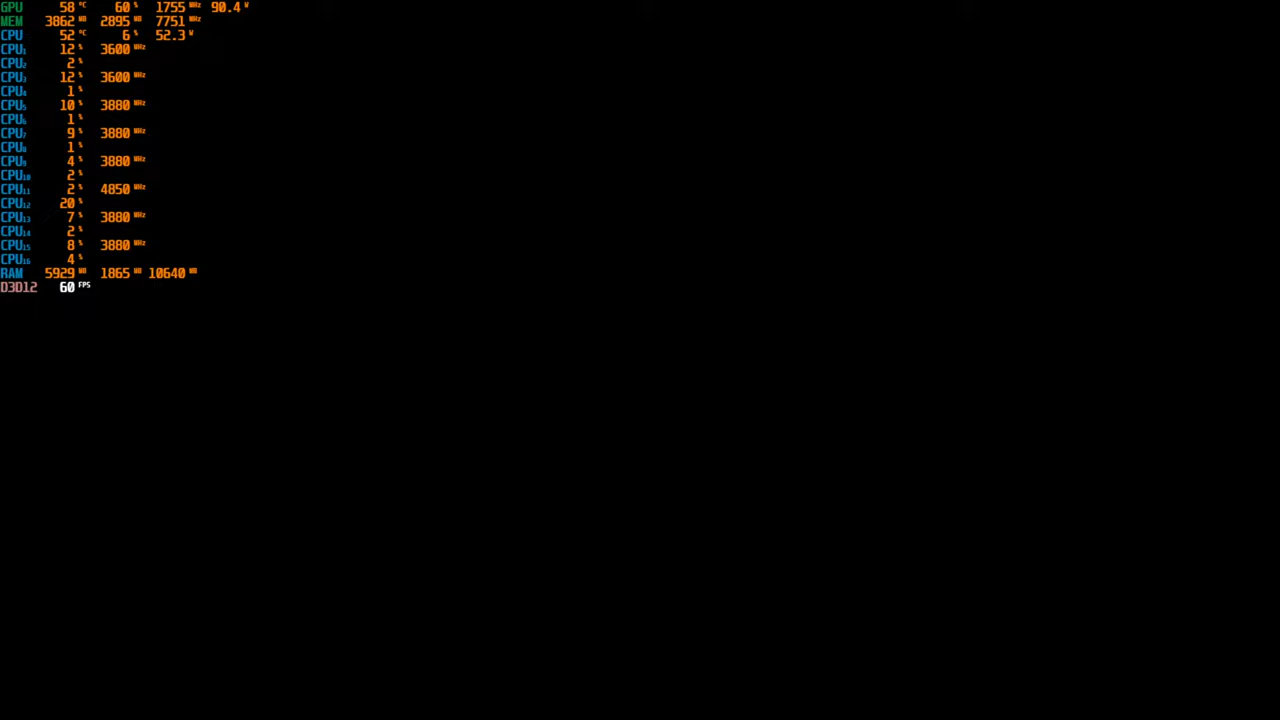 GPU 58 °C 60 % 1755 MHz 90.4 W
MEM 3862 MB 2895 MB 7751 MHz
CPU 52 °C 6 % 52.3 W
CPU1 12 % 3600 MHz
CPU2 2 %
CPU3 12 % 3600 MHz
CPU4 1 %
CPU5 10 % 3880 MHz
CPU6 1 %
CPU7 9 % 3880 MHz
CPU8 1 %
CPU9 4 % 3880 MHz
CPU10 2 %
CPU11 2 % 4850 MHz
CPU12 20 %
CPU13 7 % 3880 MHz
CPU14 2 %
CPU15 8 % 3880 MHz
CPU16 4 %
RAM 5929 MB 1865 MB 10640 MB
D3D12 60 FPS